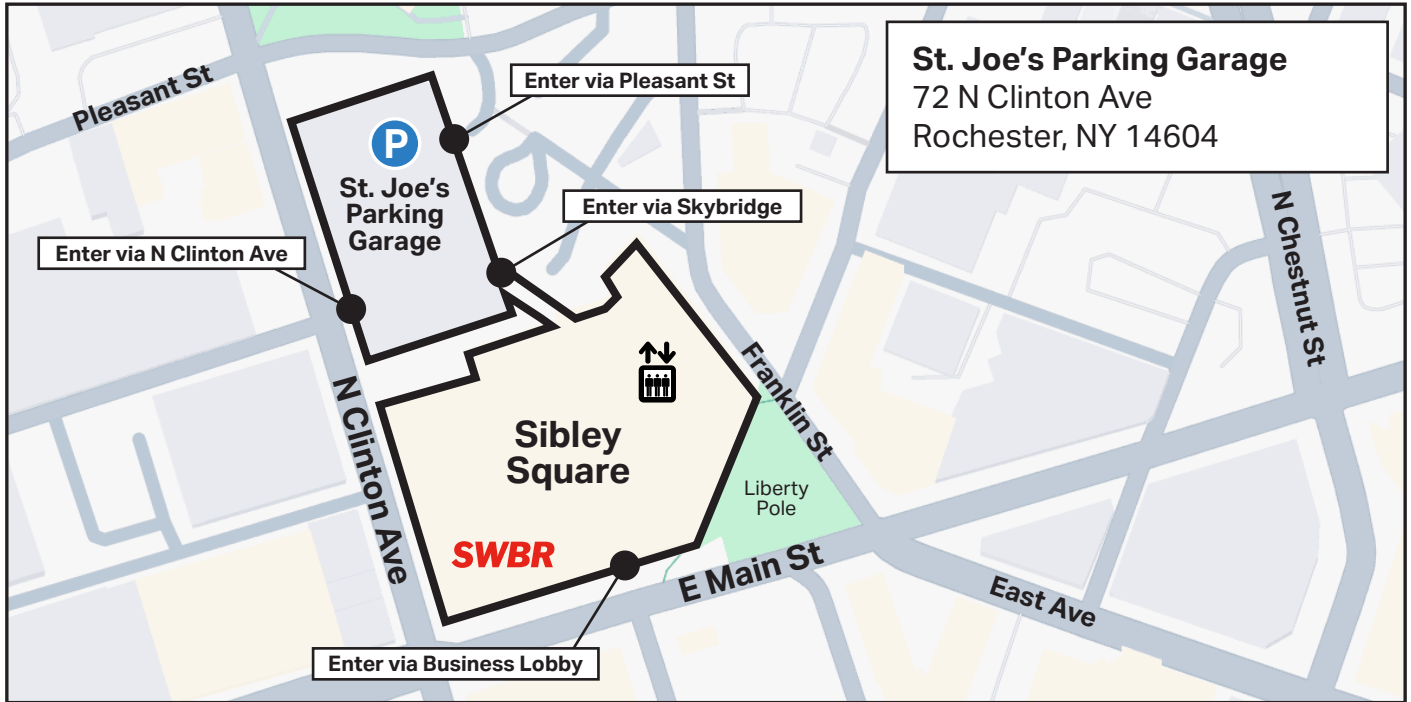 St. Joe’s Parking Garage
72 N Clinton Ave
Rochester, NY 14604
Pleasant St
Enter via Pleasant St
P
St. Joe’s
Parking
Garage
Enter via Skybridge
Enter via N Clinton Ave
N Chestnut St
Franklin St
N Clinton Ave
Sibley
Square
Liberty
Pole
SWBR
E Main St
East Ave
Enter via Business Lobby